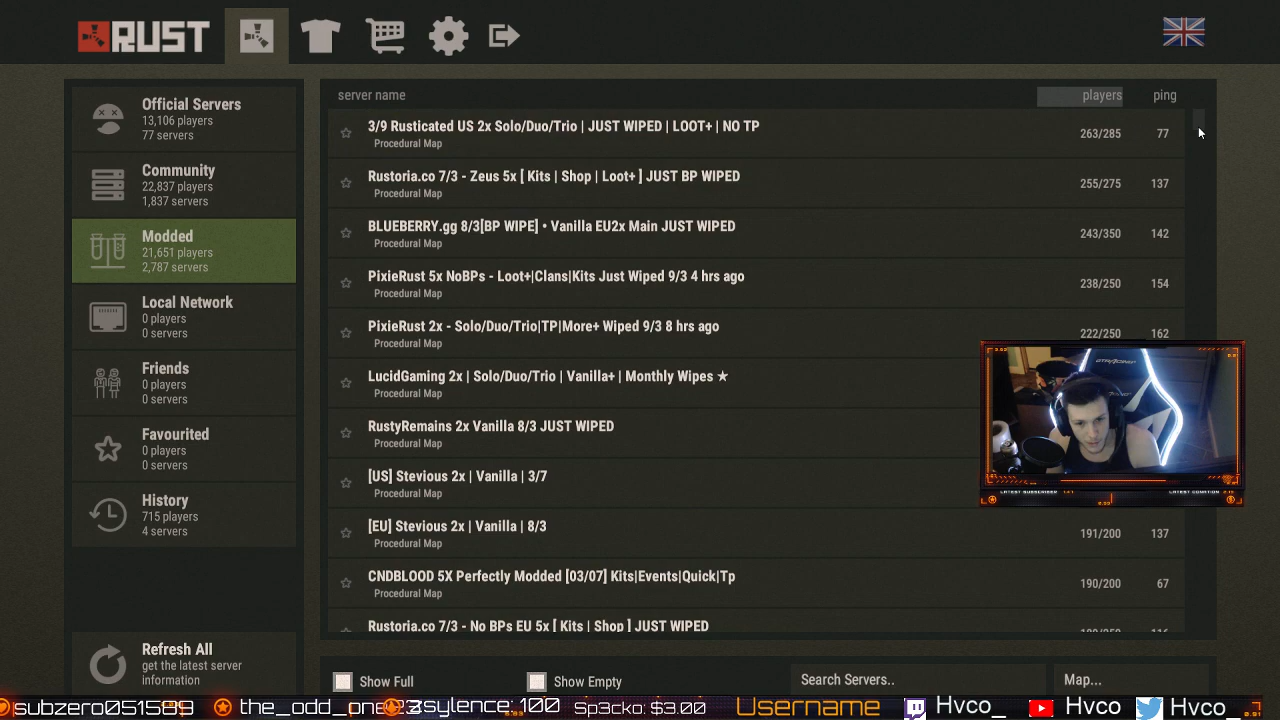 RUST
Official Servers
13,106 players
77 servers
Community
22,837 players
1,837 servers
Modded
21,651 players
2,787 servers
Local Network
0 players
0 servers
Friends
0 players
0 servers
Favourited
0 players
0 servers
History
715 players
4 servers
Refresh All
get the latest server
information
server name players ping
3/9 Rusticated US 2x Solo/Duo/Trio | JUST WIPED | LOOT+ | NO TP
Procedural Map
263/285 77
Rustoria.co 7/3 - Zeus 5x [ Kits | Shop | Loot+ ] JUST BP WIPED
Procedural Map
255/275 137
BLUEBERRY.gg 8/3[BP WIPE] • Vanilla EU2x Main JUST WIPED
Procedural Map
243/350 142
PixieRust 5x NoBPs - Loot+|Clans|Kits Just Wiped 9/3 4 hrs ago
Procedural Map
238/250 154
PixieRust 2x - Solo/Duo/Trio|TP|More+ Wiped 9/3 8 hrs ago
Procedural Map
222/250 162
LucidGaming 2x | Solo/Duo/Trio | Vanilla+ | Monthly Wipes ★
Procedural Map
RustyRemains 2x Vanilla 8/3 JUST WIPED
Procedural Map
[US] Stevious 2x | Vanilla | 3/7
Procedural Map
[EU] Stevious 2x | Vanilla | 8/3
Procedural Map
191/200 137
CNDBLOOD 5X Perfectly Modded [03/07] Kits|Events|Quick|Tp
Procedural Map
190/200 67
Rustoria.co 7/3 - No BPs EU 5x [ Kits | Shop ] JUST WIPED
LATEST SUBSCRIBER LATEST DONATION
Show Full Show Empty Search Servers.. Map...
subzero051589 the_odd_one xsylence: 100 Sp3cko: $3.00 Username Hvco_ Hvco Hvco